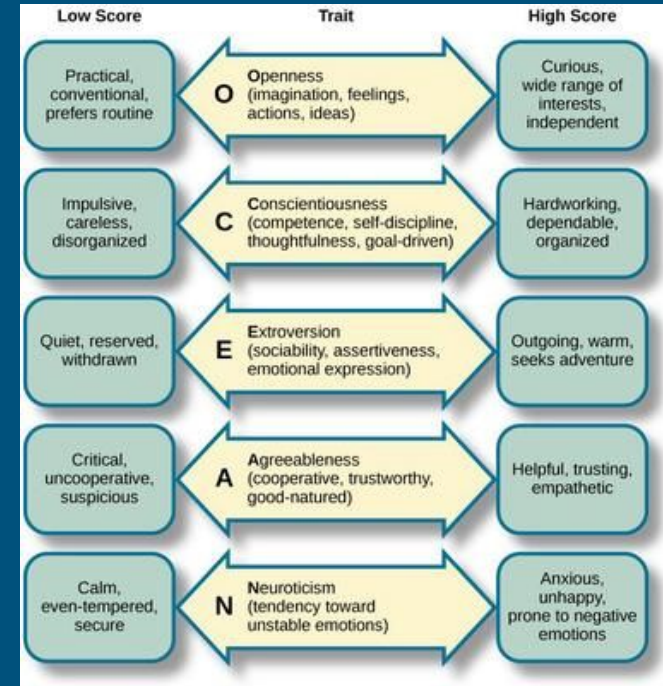 Low Score
Trait
High Score
Practical,
conventional,
prefers routine
O
Openness
(imagination, feelings,
actions, ideas)
Curious,
wide range of
interests,
independent
Impulsive,
careless,
disorganized
C
Conscientiousness
(competence, self-discipline,
thoughtfulness, goal-driven)
Hardworking,
dependable,
organized
Quiet, reserved,
withdrawn
E
Extroversion
(sociability, assertiveness,
emotional expression)
Outgoing, warm,
seeks adventure
Critical,
uncooperative,
suspicious
A
Agreeableness
(cooperative, trustworthy,
good-natured)
Helpful, trusting,
empathetic
Calm,
even-tempered,
secure
N
Neuroticism
(tendency toward
unstable emotions)
Anxious,
unhappy,
prone to negative
emotions